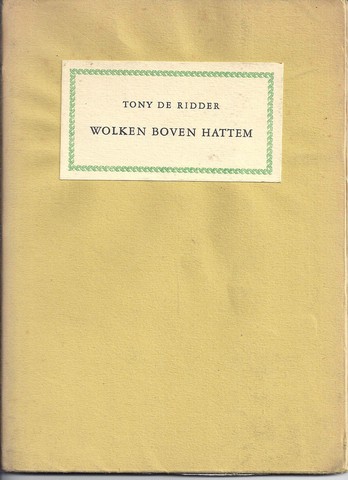 TONY DE RIDDER
WOLKEN BOVEN HATTEM